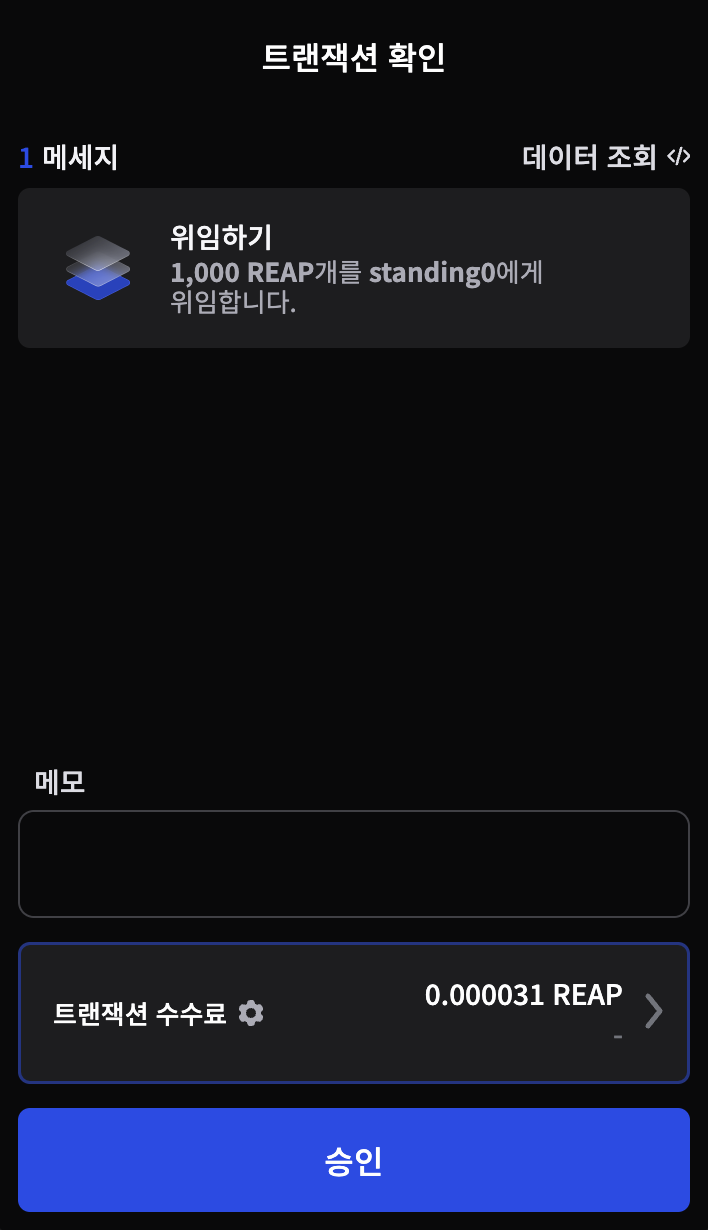 트랜잭션 확인
1 메세지
데이터 조회 </>
위임하기
1,000 REAP개를 standing0에게
위임합니다.
메모
0.000031 REAP
트랜잭션 수수료
-
승인